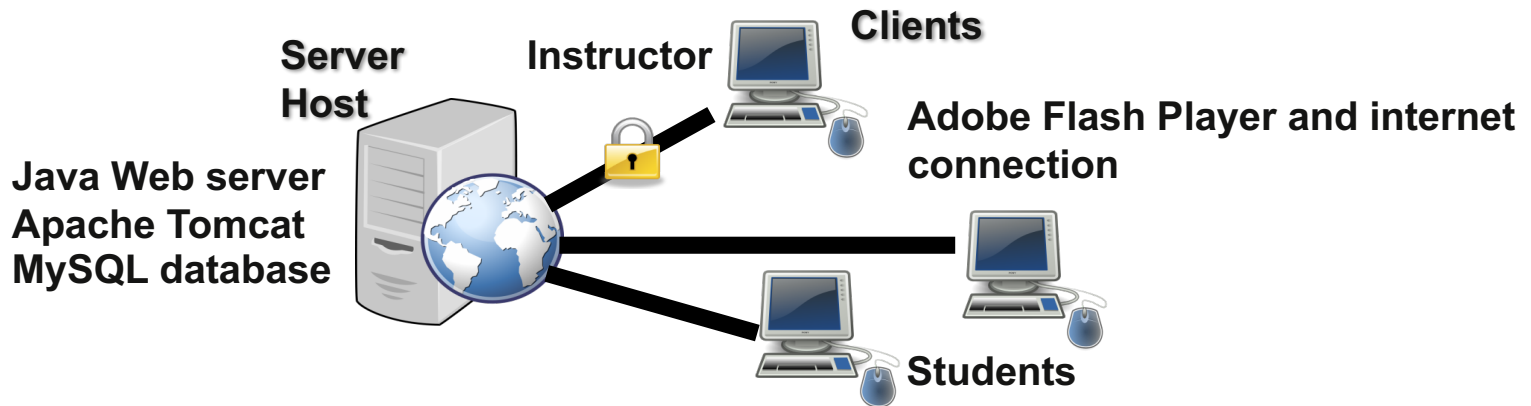 Clients
Server
Host
Instructor
Adobe Flash Player and internet
connection
Java Web server
Apache Tomcat
MySQL database
Students